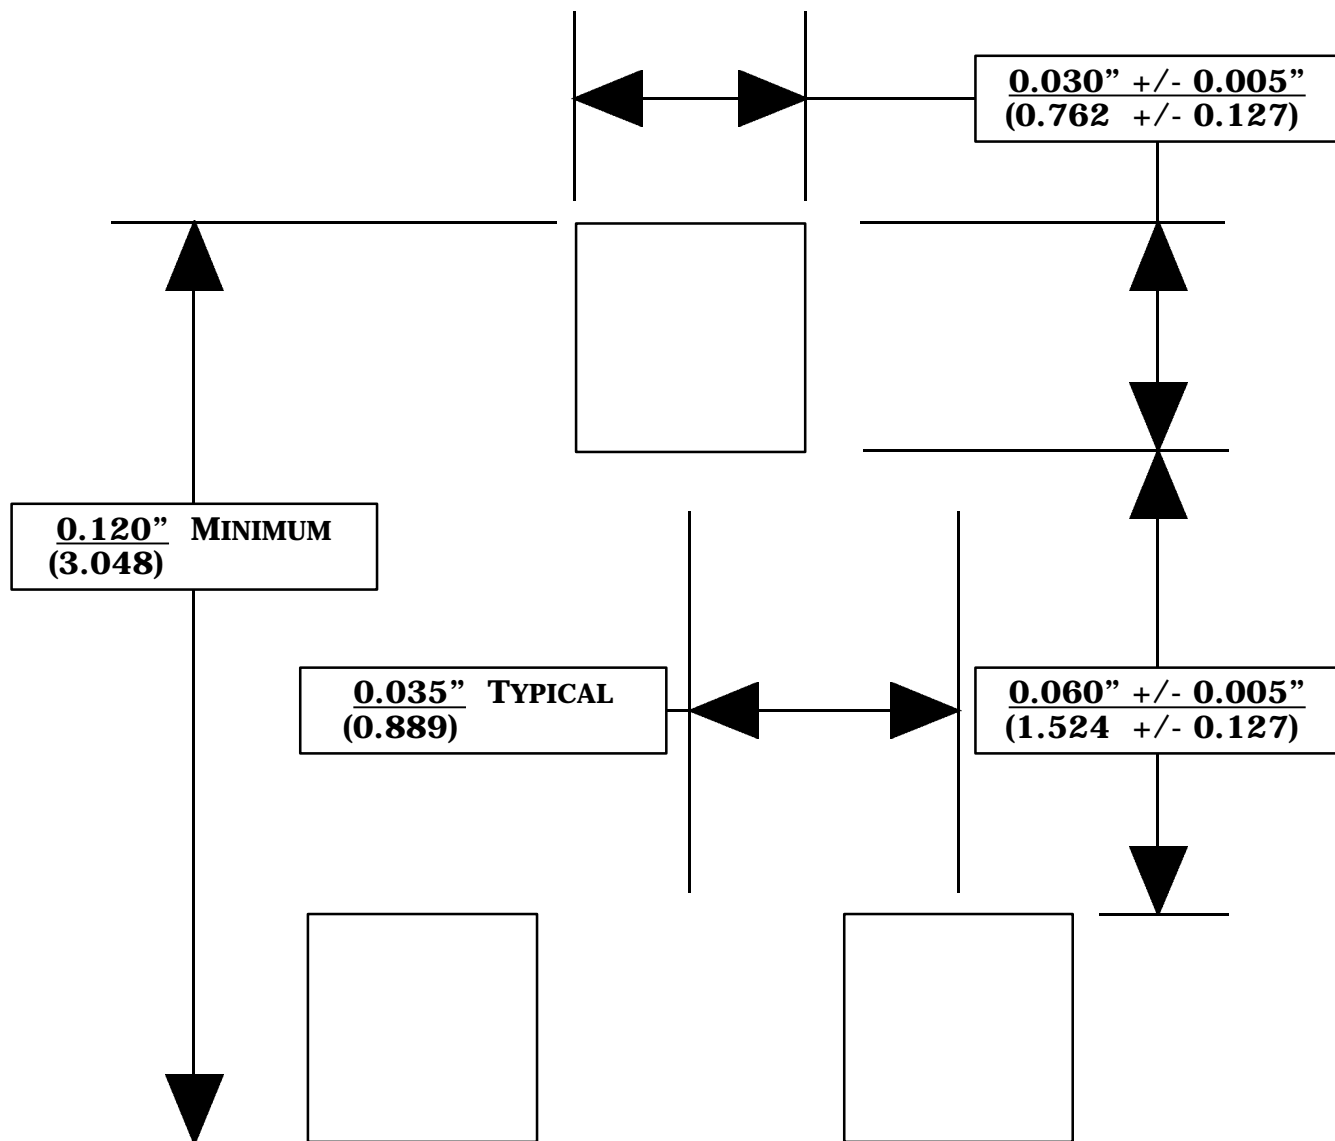 0.030” +/- 0.005”
(0.762 +/- 0.127)
0.120” MINIMUM
(3.048)
0.035” TYPICAL
(0.889)
0.060” +/- 0.005”
(1.524 +/- 0.127)